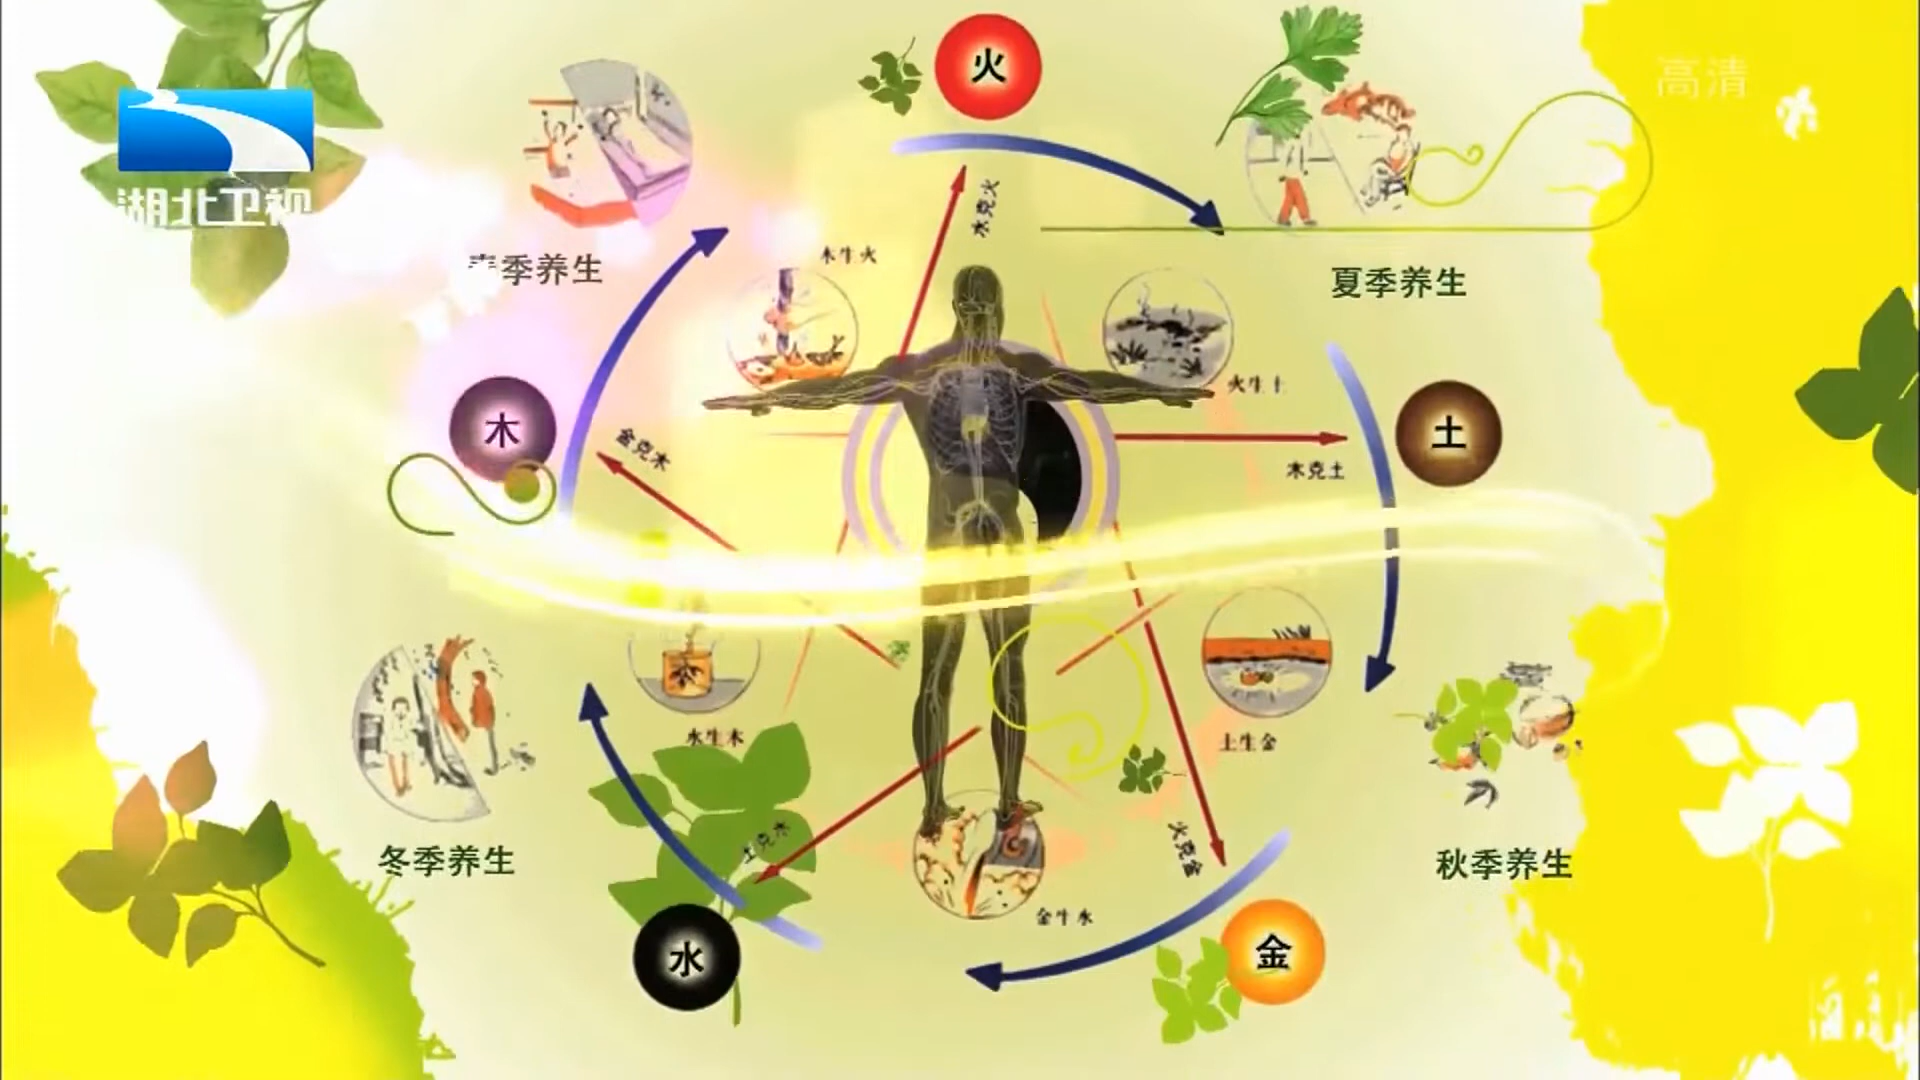 火
高清
湖北卫视
水克火
木生火
春季养生
夏季养生
火生土
木
金克木
土
木克土
水生木
土生金
土克水
火克金
冬季养生
秋季养生
金生水
水
金